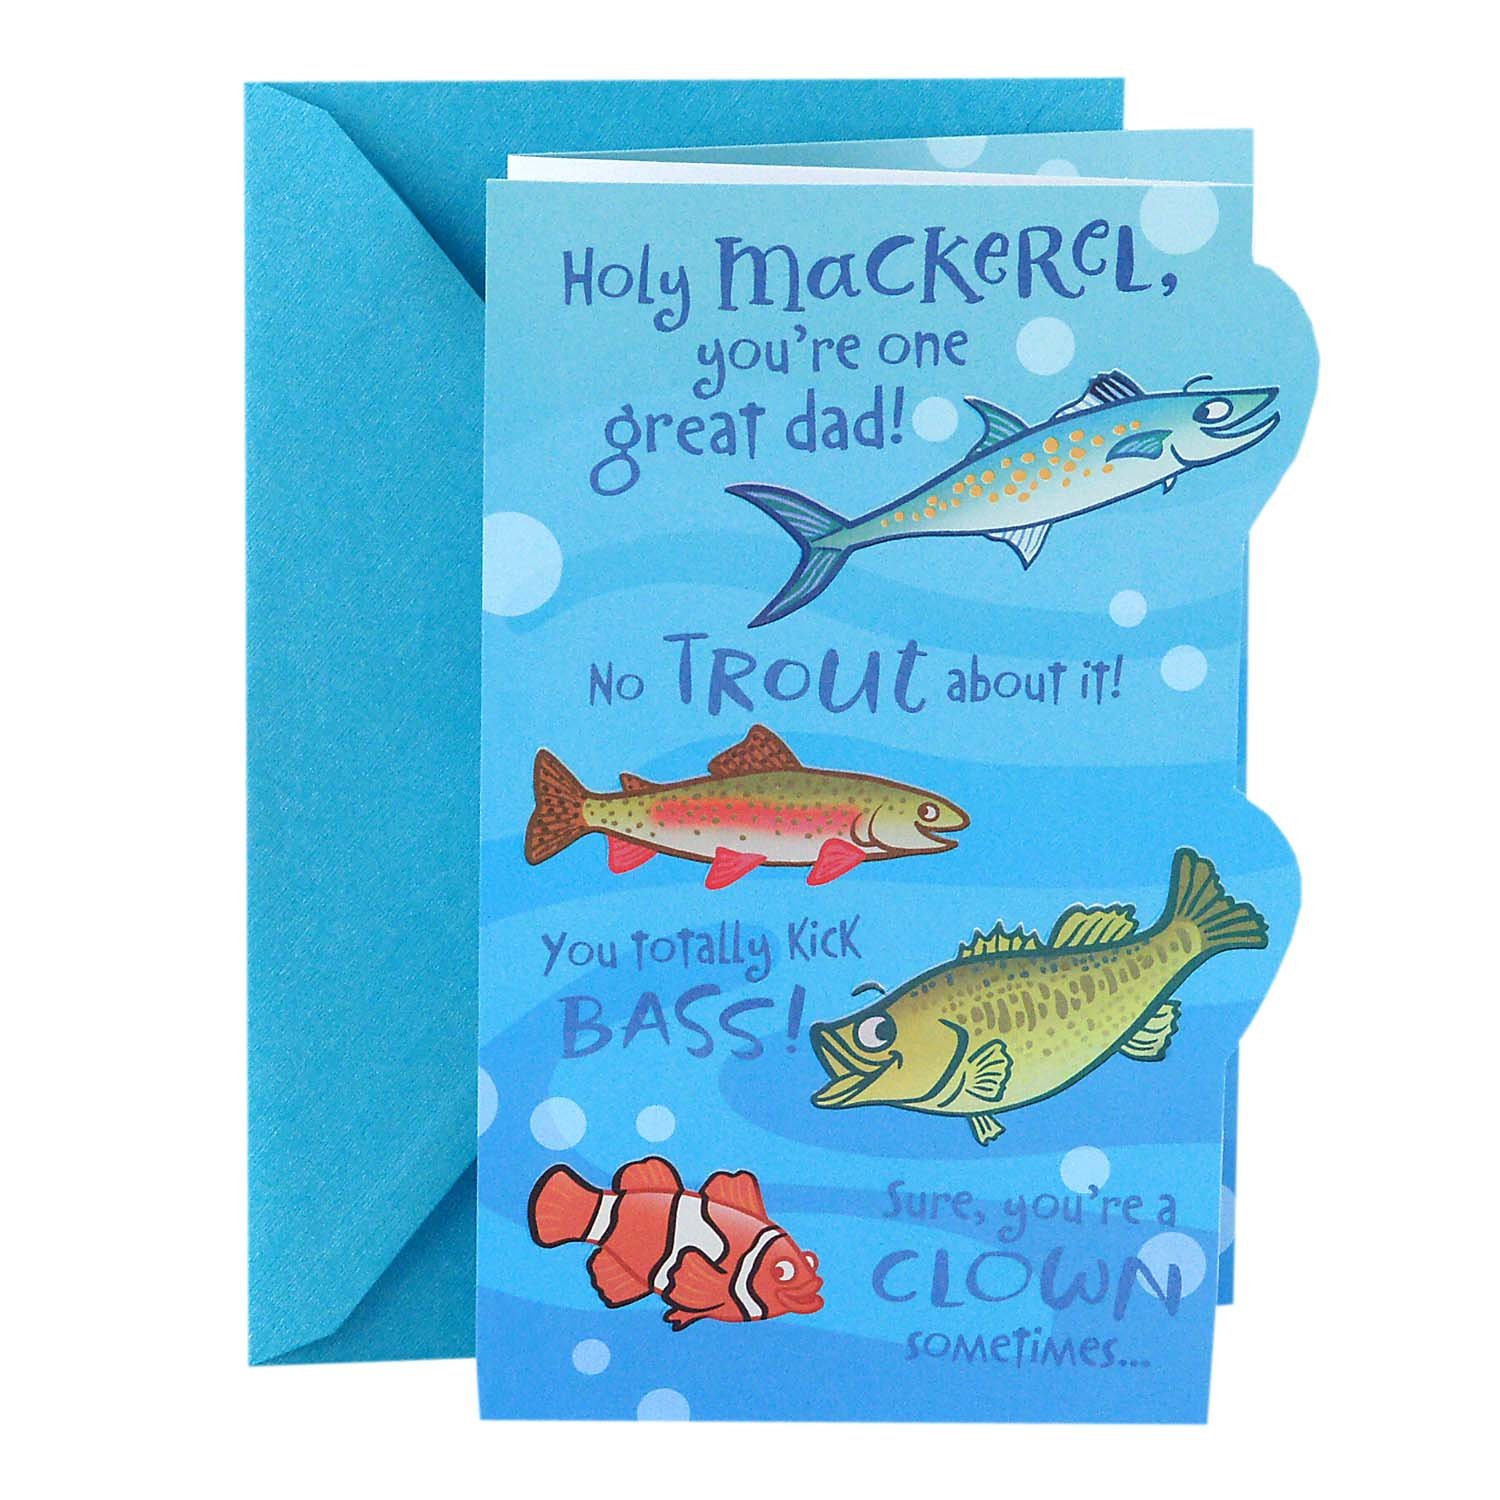 Holy mackerel,
you're one
great dad!
No Trout about it!
You totally kick
BASS!
Sure, you're a
CLOWN
sometimes...